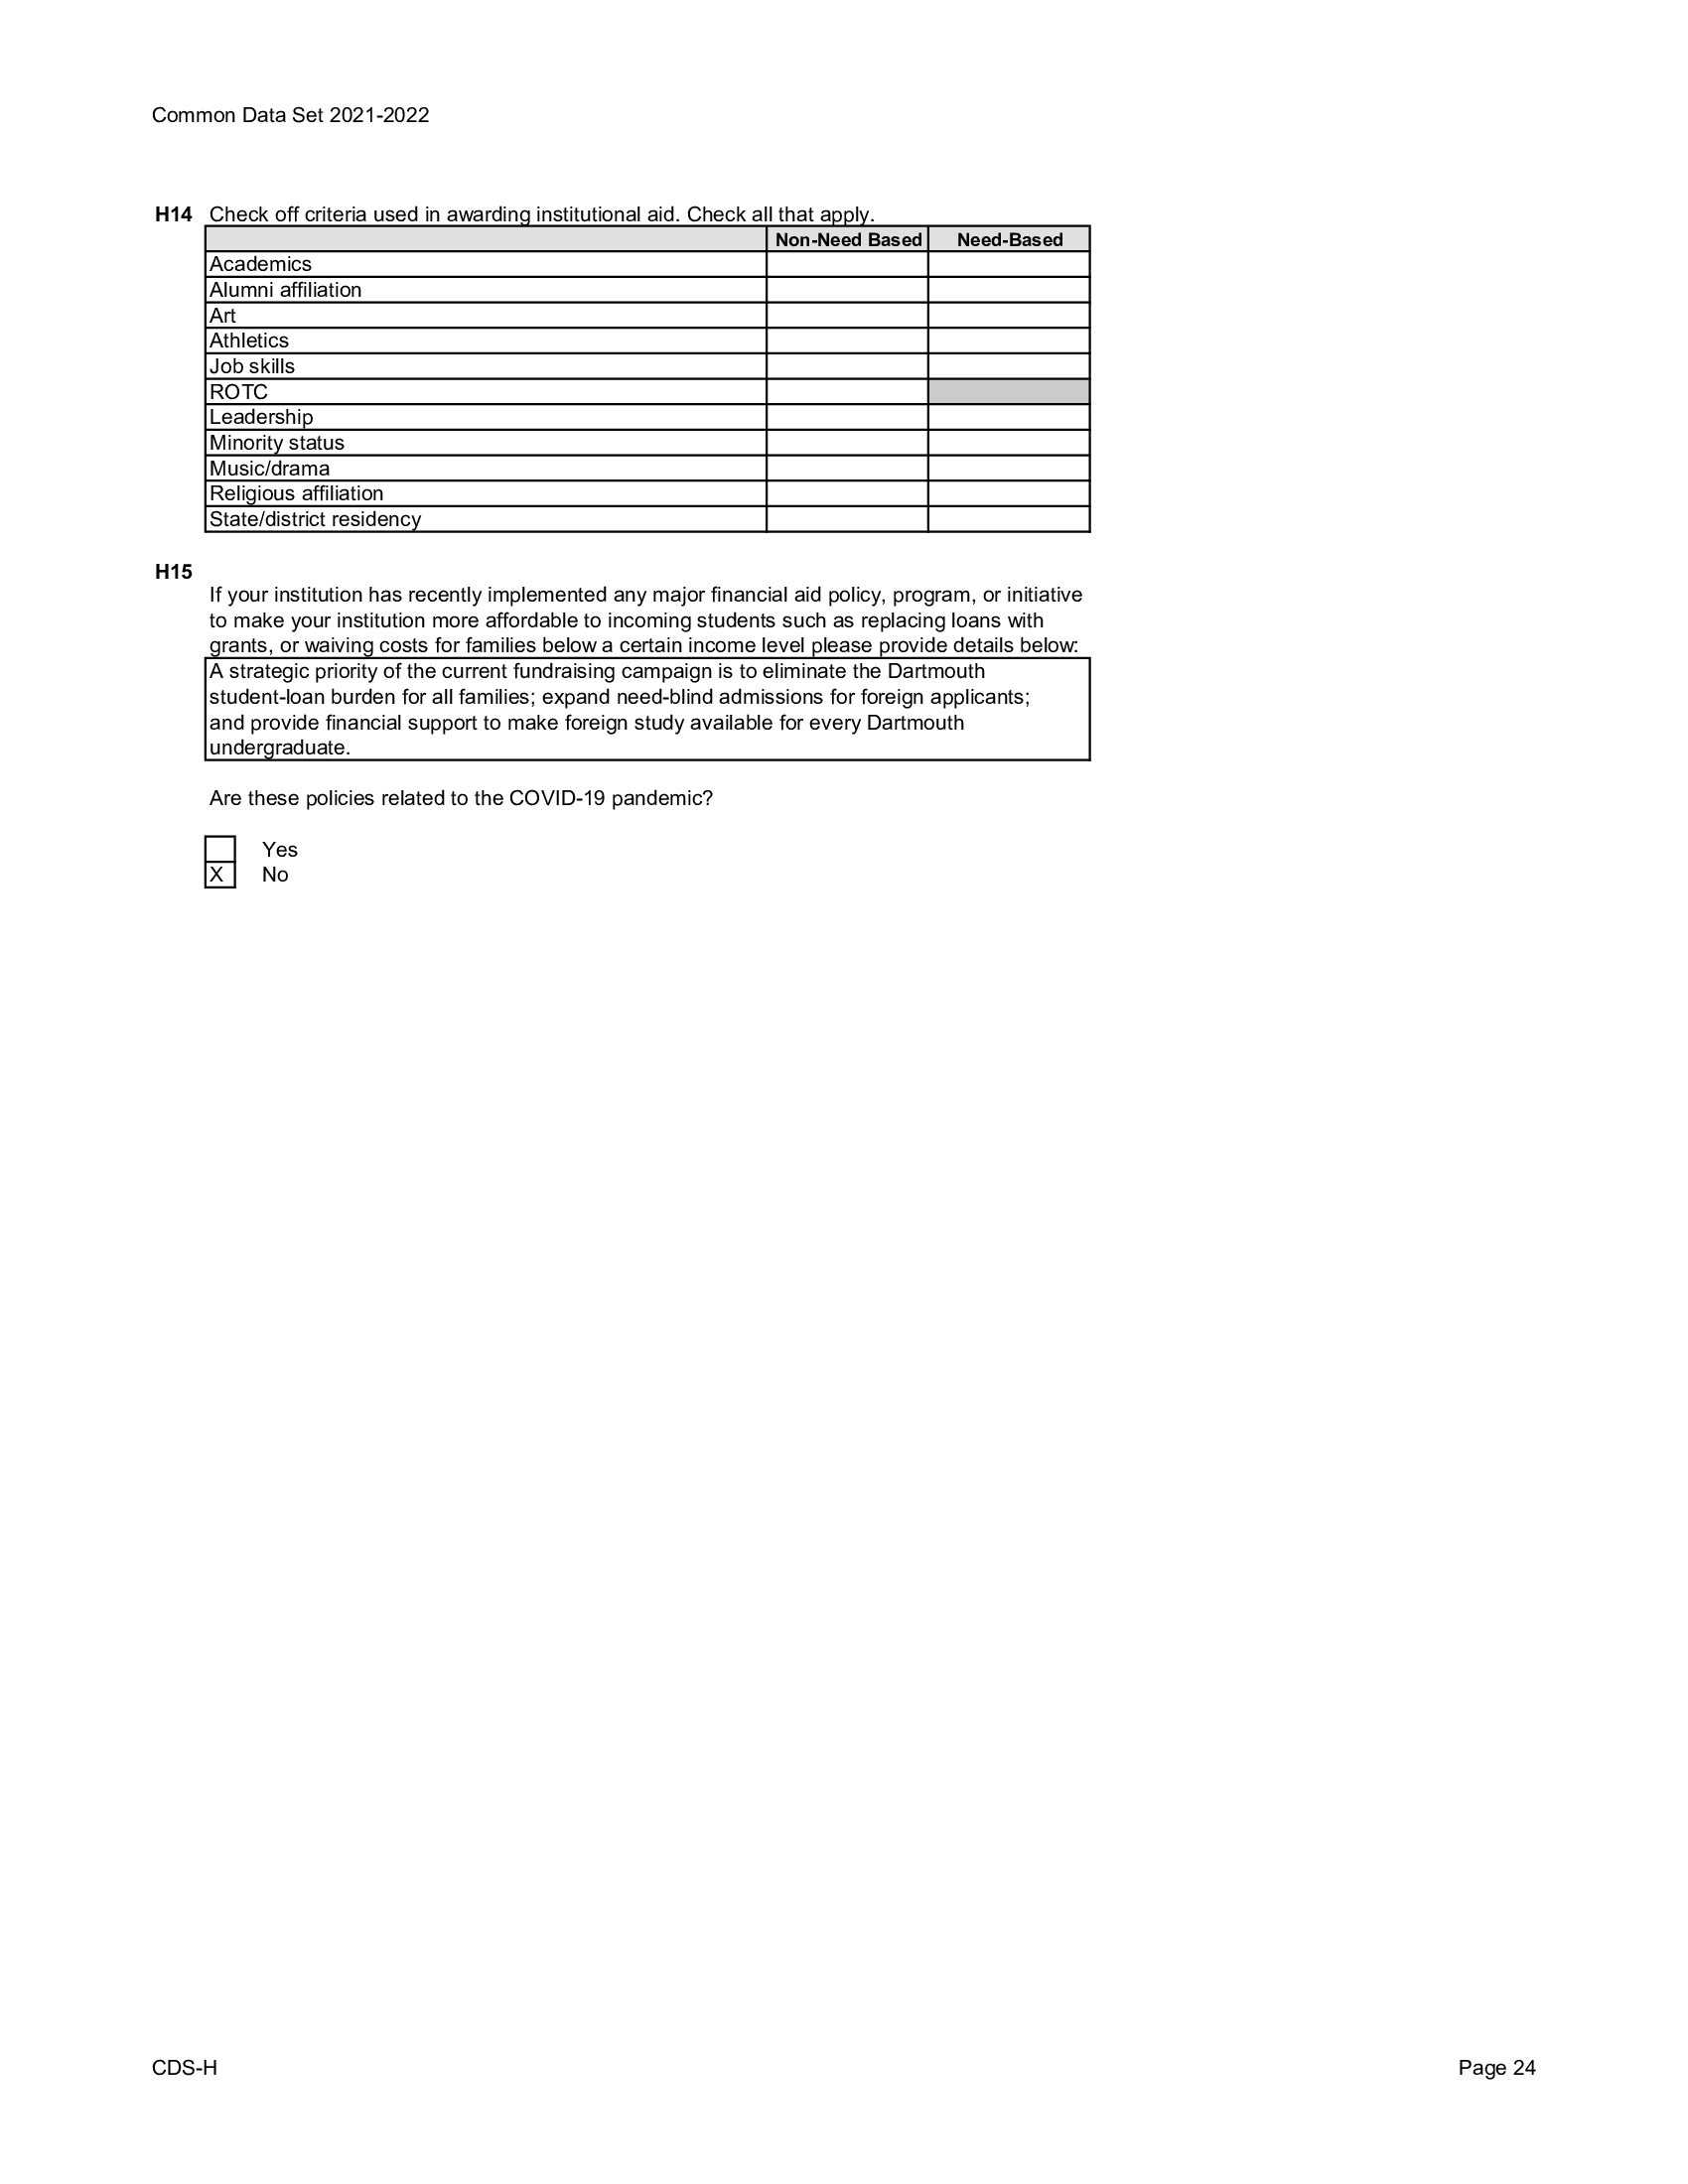 Common Data Set 2021-2022
H14 Check off criteria used in awarding institutional aid. Check all that apply.
Non-Need Based Need-Based
Academics
Alumni affiliation
Art
Athletics
Job skills
ROTC
Leadership
Minority status
Music/drama
Religious affiliation
State/district residency
H15
If your institution has recently implemented any major financial aid policy, program, or initiative
to make your institution more affordable to incoming students such as replacing loans with
grants, or waiving costs for families below a certain income level please provide details below:
A strategic priority of the current fundraising campaign is to eliminate the Dartmouth
student-loan burden for all families; expand need-blind admissions for foreign applicants;
and provide financial support to make foreign study available for every Dartmouth
undergraduate.
Are these policies related to the COVID-19 pandemic?
Yes
X No
CDS-H Page 24